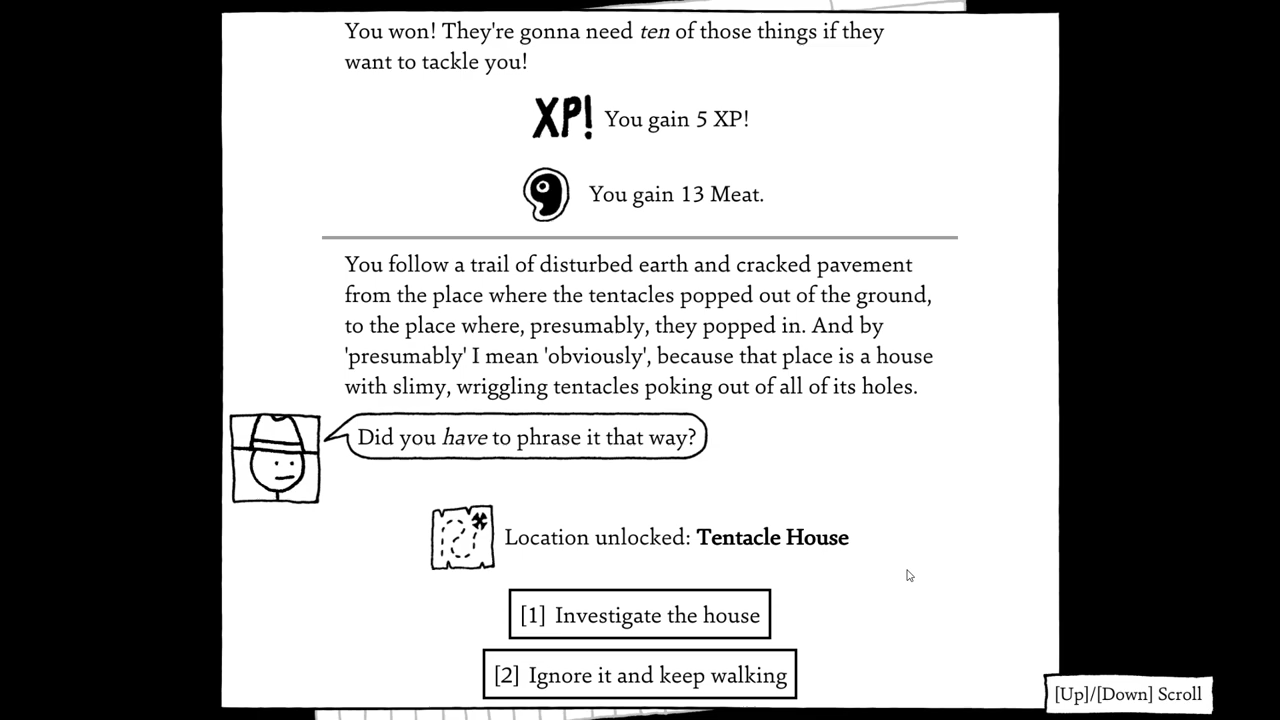 You won! They're gonna need ten of those things if they
want to tackle you!
XP! You gain 5 XP!
You gain 13 Meat.
You follow a trail of disturbed earth and cracked pavement
from the place where the tentacles popped out of the ground,
to the place where, presumably, they popped in. And by
'presumably' I mean 'obviously', because that place is a house
with slimy, wriggling tentacles poking out of all of its holes.
Did you have to phrase it that way?
Location unlocked: Tentacle House
[1] Investigate the house
[2] Ignore it and keep walking
[Up]/[Down] Scroll